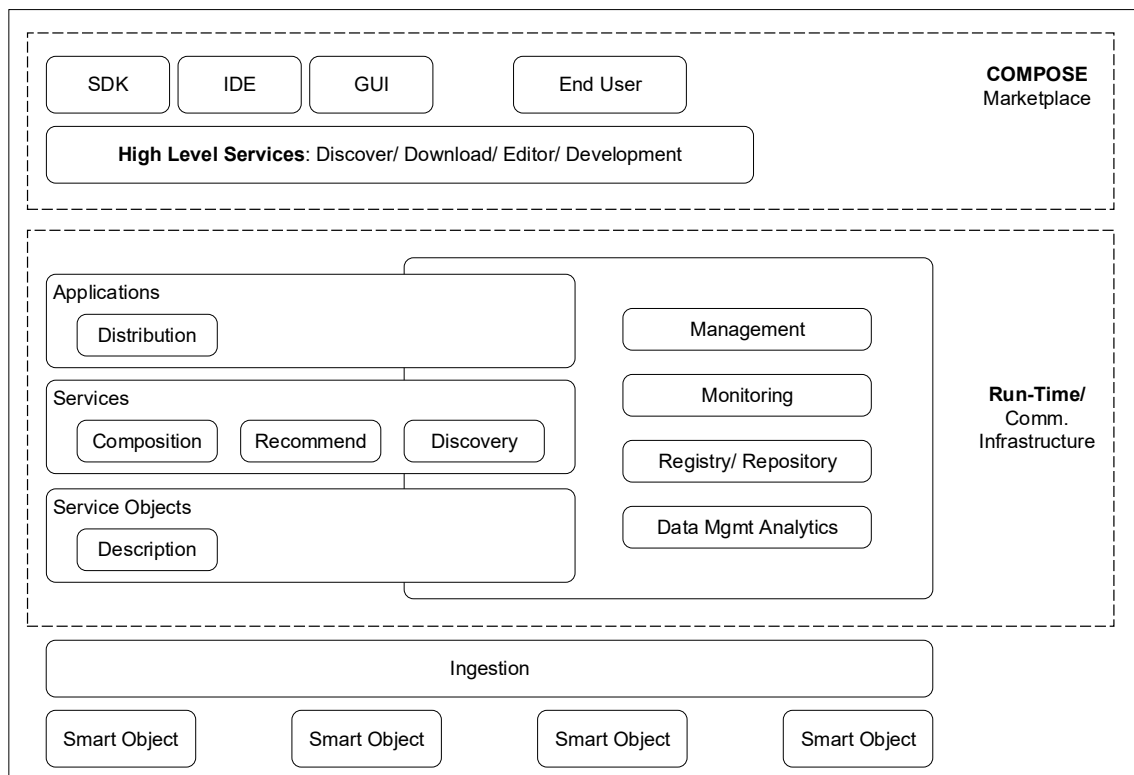 SDK
IDE
GUI
End User
COMPOSE
Marketplace
High Level Services: Discover/ Download/ Editor/ Development
Applications
Distribution
Services
Composition
Recommend
Discovery
Service Objects
Description
Management
Monitoring
Registry/ Repository
Data Mgmt Analytics
Run-Time/
Comm.
Infrastructure
Ingestion
Smart Object
Smart Object
Smart Object
Smart Object